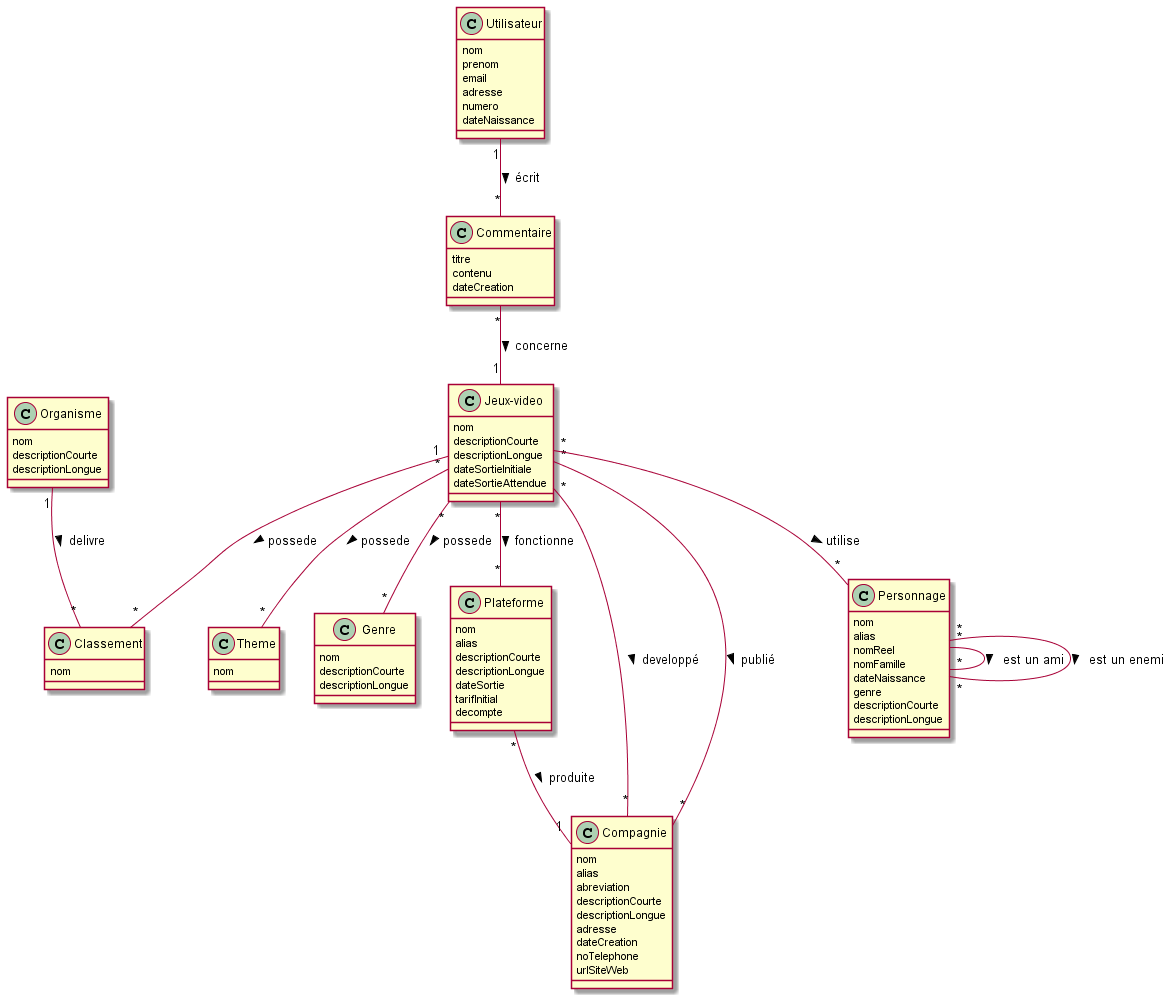 C Utilisateur
nom
prenom
email
adresse
numero
dateNaissance
1
écrit
*
C Commentaire
titre
contenu
dateCreation
*
concerne
1
C Organisme
nom
descriptionCourte
descriptionLongue
C Jeux-video
nom
descriptionCourte
descriptionLongue
dateSortieInitiale
dateSortieAttendue
1
*
*
*
*
1
*
*
delivre
possede
possede
possede
fonctionne
utilise
*
*
*
*
*
*
C Classement
nom
C Theme
nom
C Genre
nom
descriptionCourte
descriptionLongue
C Plateforme
nom
alias
descriptionCourte
descriptionLongue
dateSortie
tarifInitial
decompte
developpé
publié
C Personnage
nom
alias
nomReel
nomFamille
dateNaissance
genre
descriptionCourte
descriptionLongue
*
*
*
*
est un ami
est un enemi
*
produite
1
*
*
C Compagnie
nom
alias
abreviation
descriptionCourte
descriptionLongue
adresse
dateCreation
noTelephone
urlSiteWeb